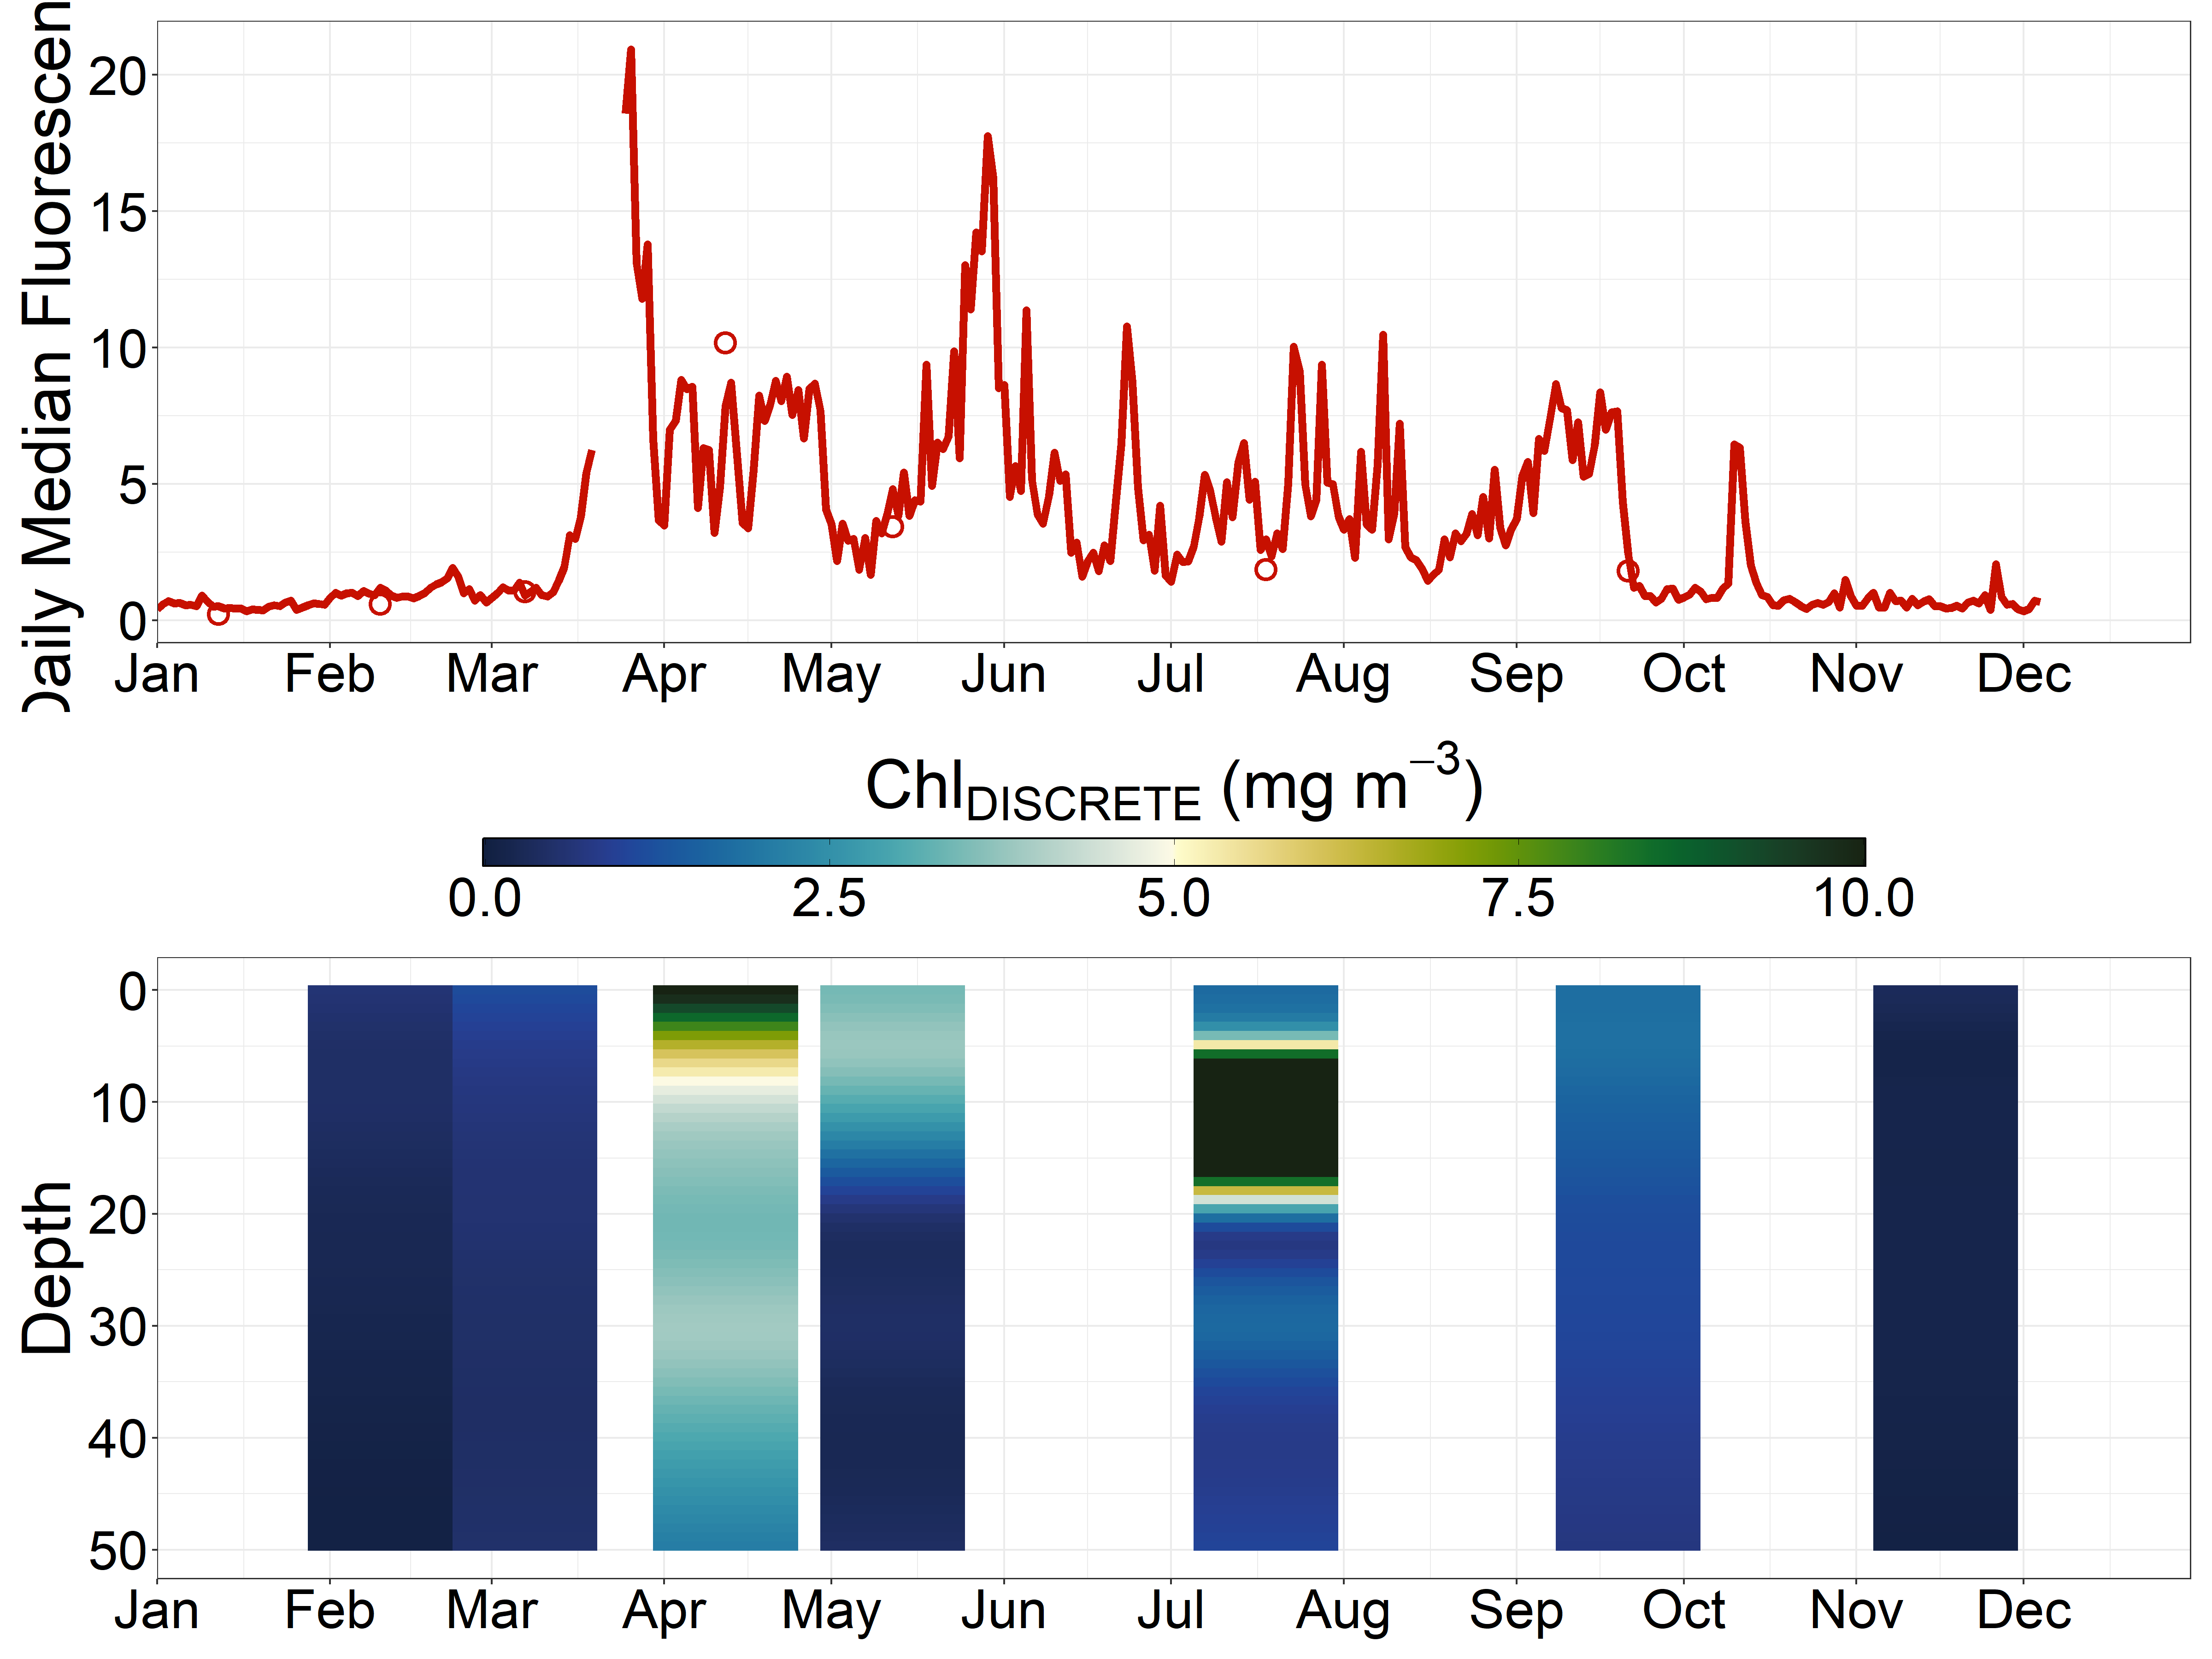 Daily Median Fluorescen
20
15
10
5
0
Jan Feb Mar Apr May Jun Jul Aug Sep Oct Nov Dec
Chl DISCRETE (mg m−3)
0.0 2.5 5.0 7.5 10.0
Depth
0
10
20
30
40
50
Jan Feb Mar Apr May Jun Jul Aug Sep Oct Nov Dec